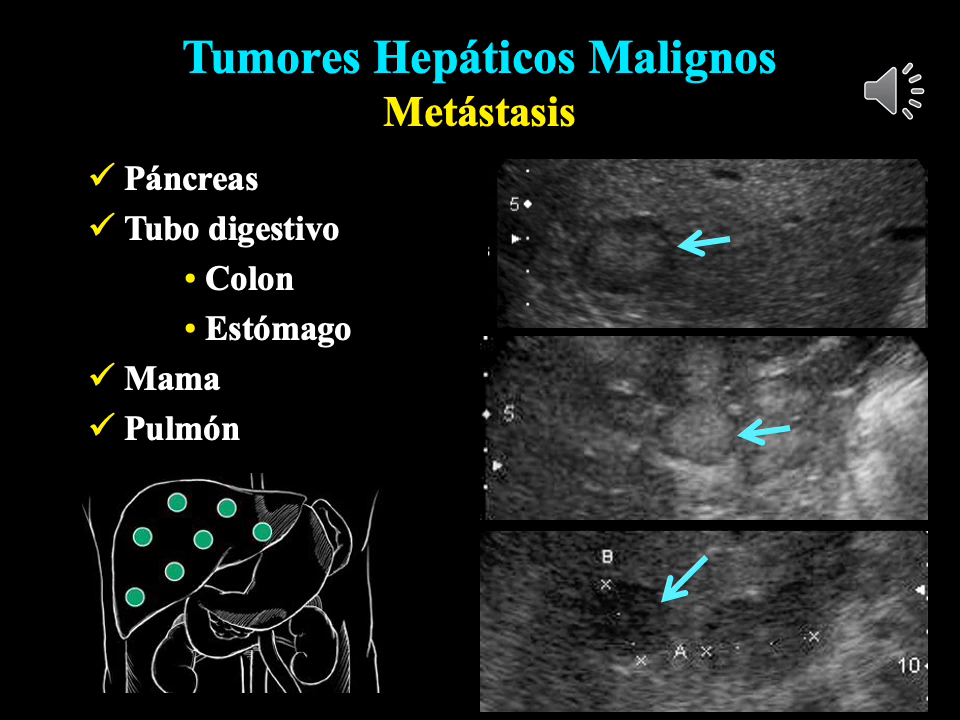 Tumores Hepáticos Malignos
Metástasis
✓ Páncreas
✓ Tubo digestivo
• Colon
• Estómago
✓ Mama
✓ Pulmón
5
5
B
A
10